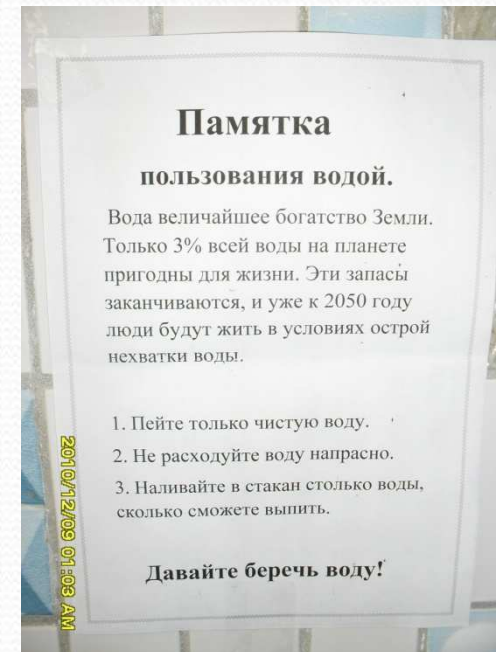 Памятка
пользования водой.
Вода величайшее богатство Земли.
Только 3% всей воды на планете
пригодны для жизни. Эти запасы
заканчиваются, и уже к 2050 году
люди будут жить в условиях острой
нехватки воды.
1. Пейте только чистую воду.
2. Не расходуйте воду напрасно.
3. Наливайте в стакан столько воды,
сколько сможете выпить.
Давайте беречь воду!
2010/12/09 01:03 AM